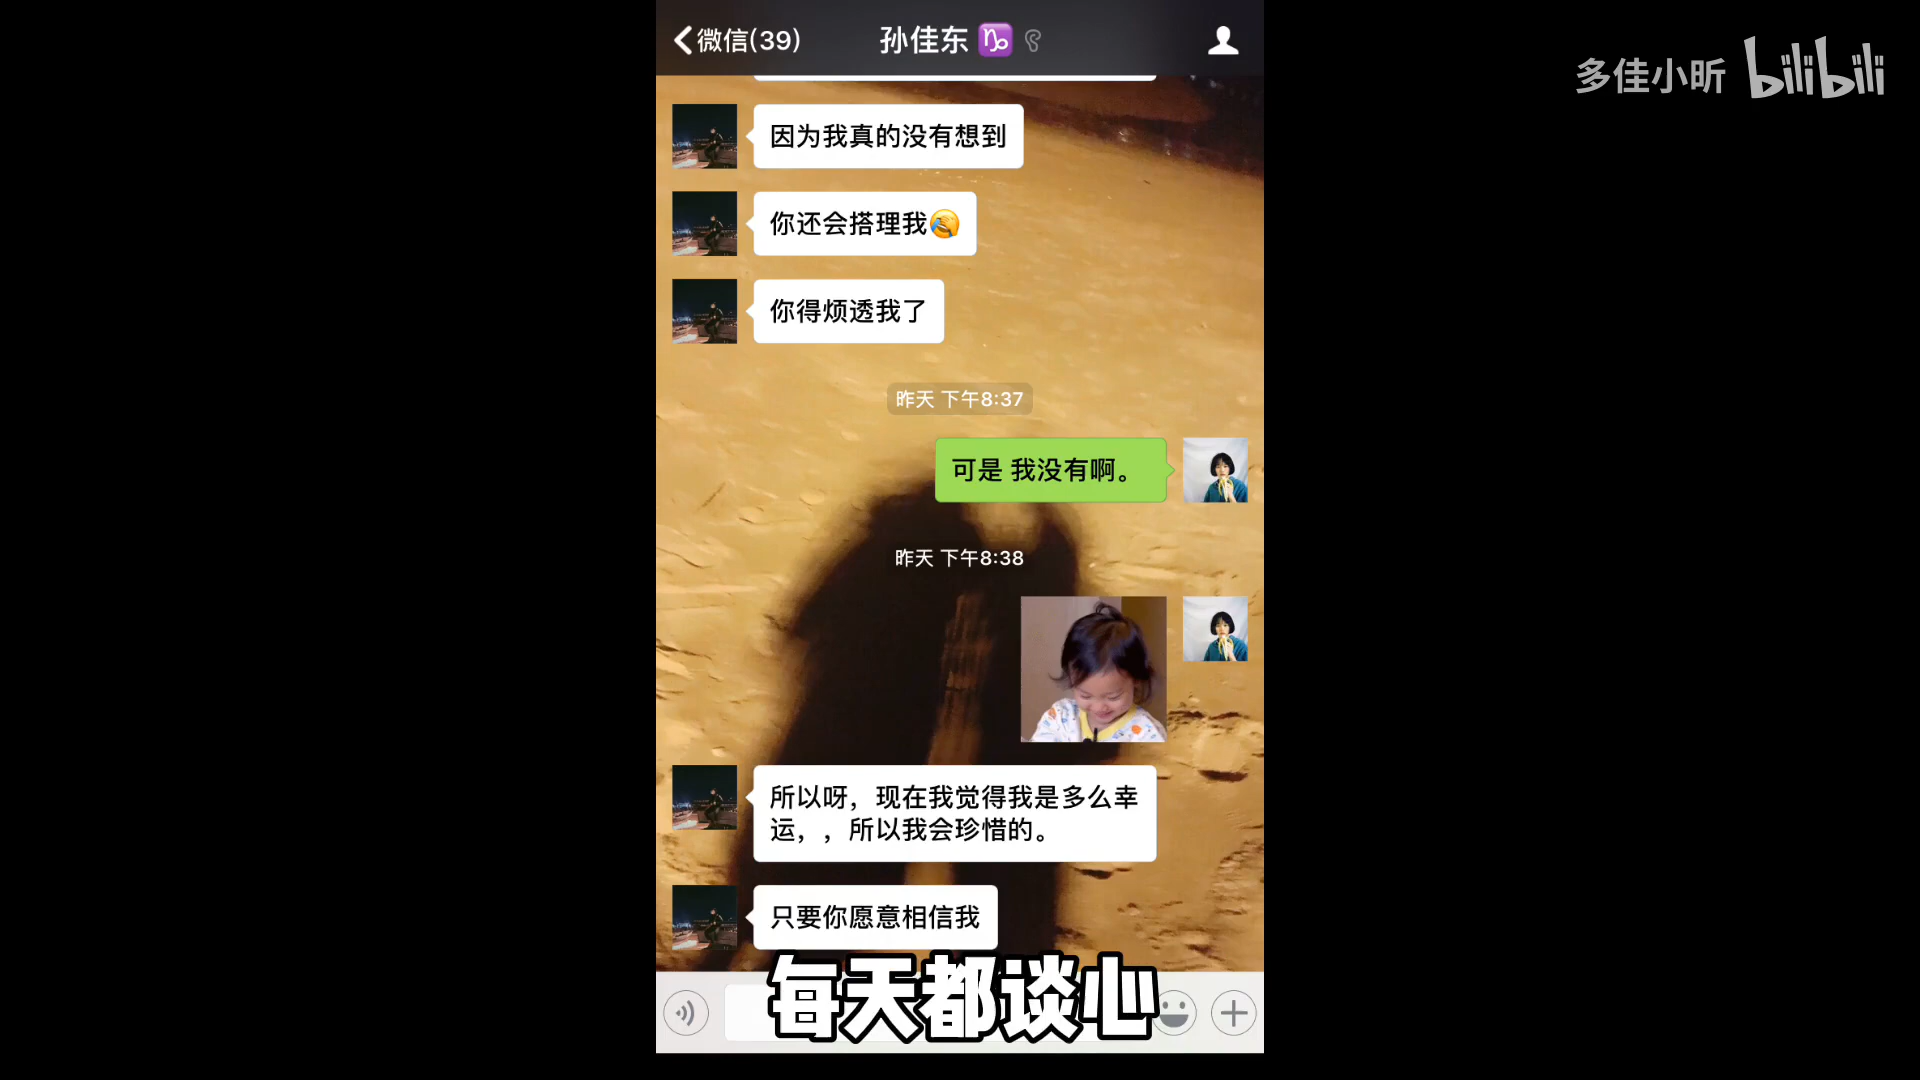 微信(39)
孙佳东♑
多佳小昕 bilibili
因为我真的没有想到
你还会搭理我🤣
你得烦透我了
昨天 下午8:37
可是 我没有啊。
昨天 下午8:38
所以呀，现在我觉得我是多么幸
运，，所以我会珍惜的。
只要你愿意相信我
每天都谈心